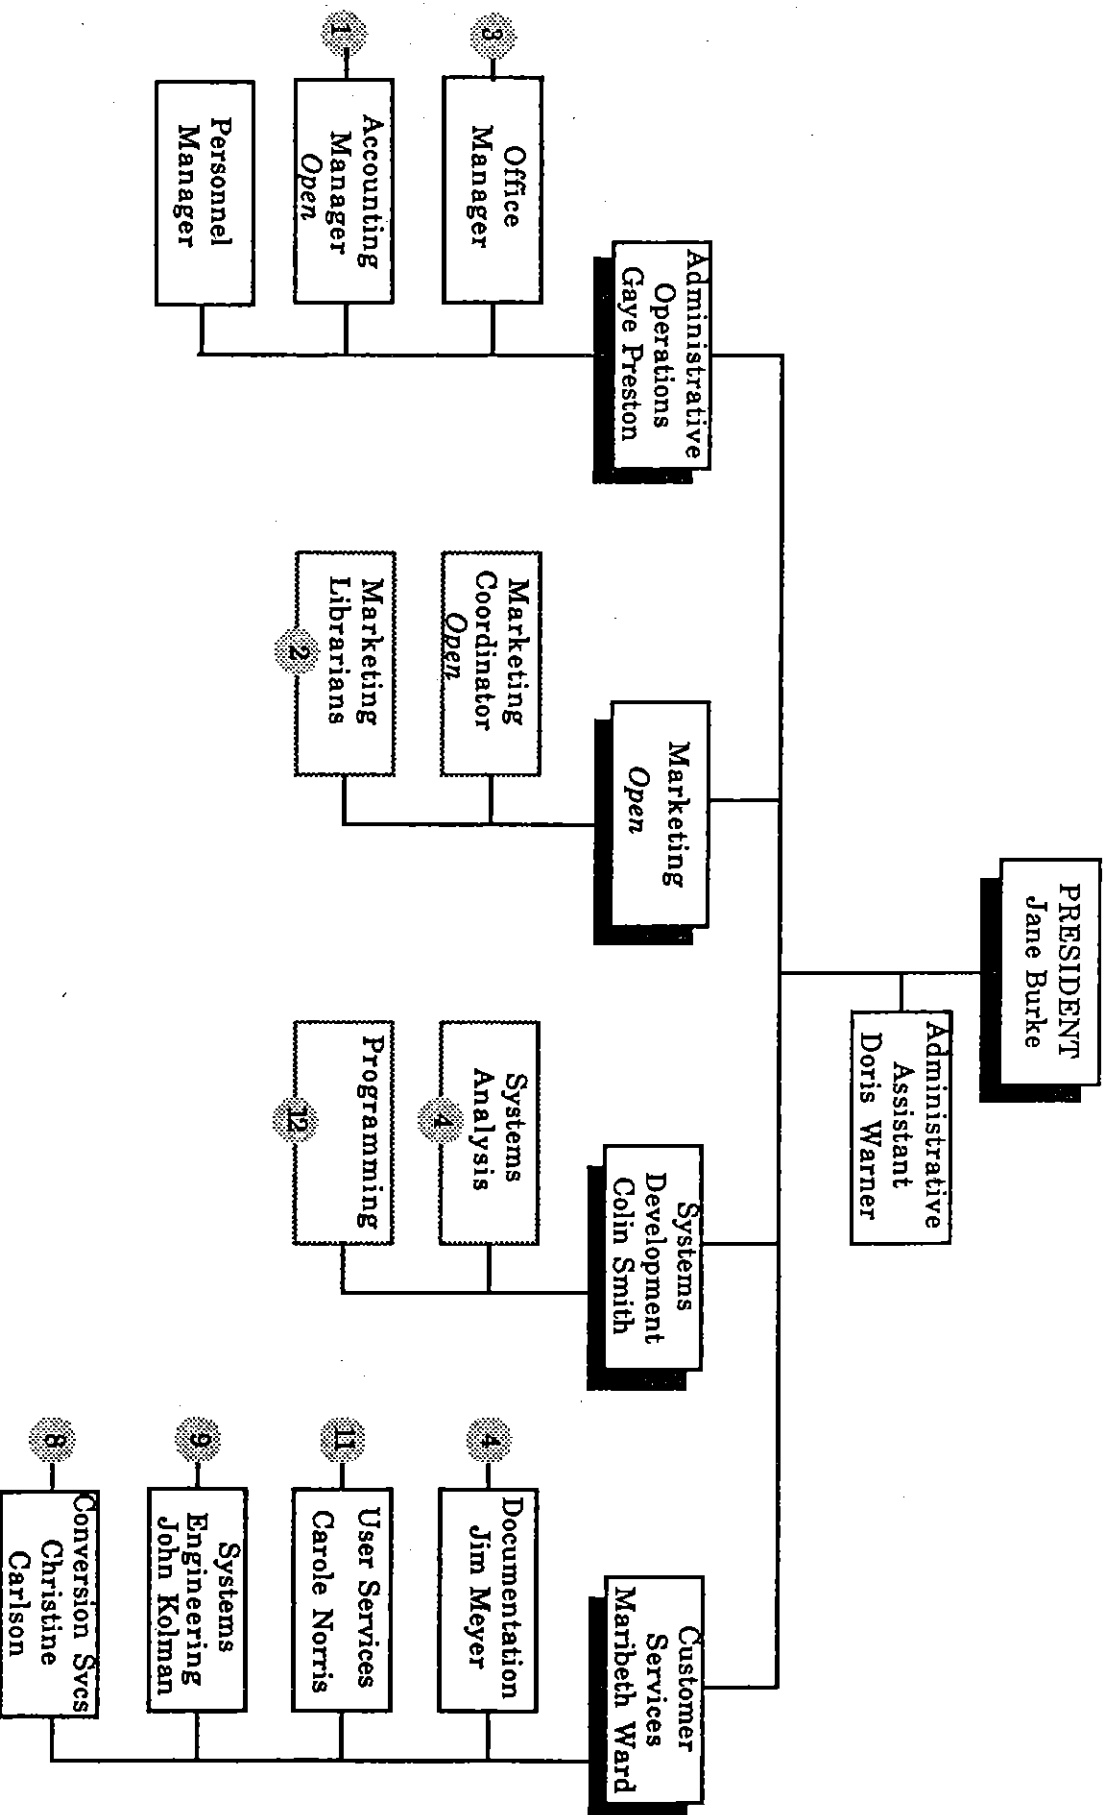 PRESIDENT
Jane Burke
Administrative
Assistant
Doris Warner
Administrative
Operations
Gaye Preston
Office
Manager
3
Accounting
Manager
Open
1
Personnel
Manager
Marketing
Open
Marketing
Coordinator
Open
Marketing
Librarians
2
Systems
Development
Colin Smith
Systems
Analysis
4
Programming
12
Customer
Services
Maribeth Ward
Documentation
Jim Meyer
4
User Services
Carole Norris
11
Systems
Engineering
John Kolman
9
Conversion Svcs
Christine
Carlson
8